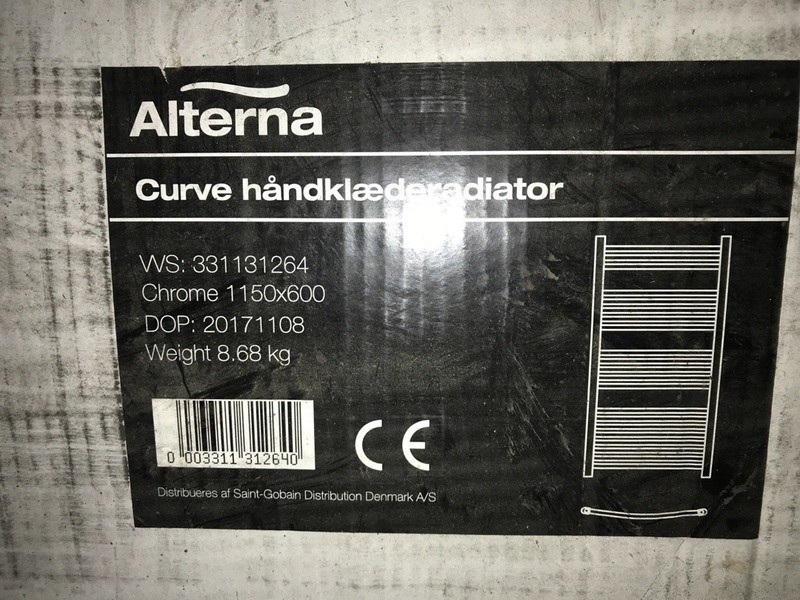 Alterna
Curve håndklæderadiator
VVS: 331131264
Chrome 1150x600
DOP: 20171108
Weight 8.68 kg
0 003311 312640
CE
Distribueres af Saint-Gobain Distribution Denmark A/S